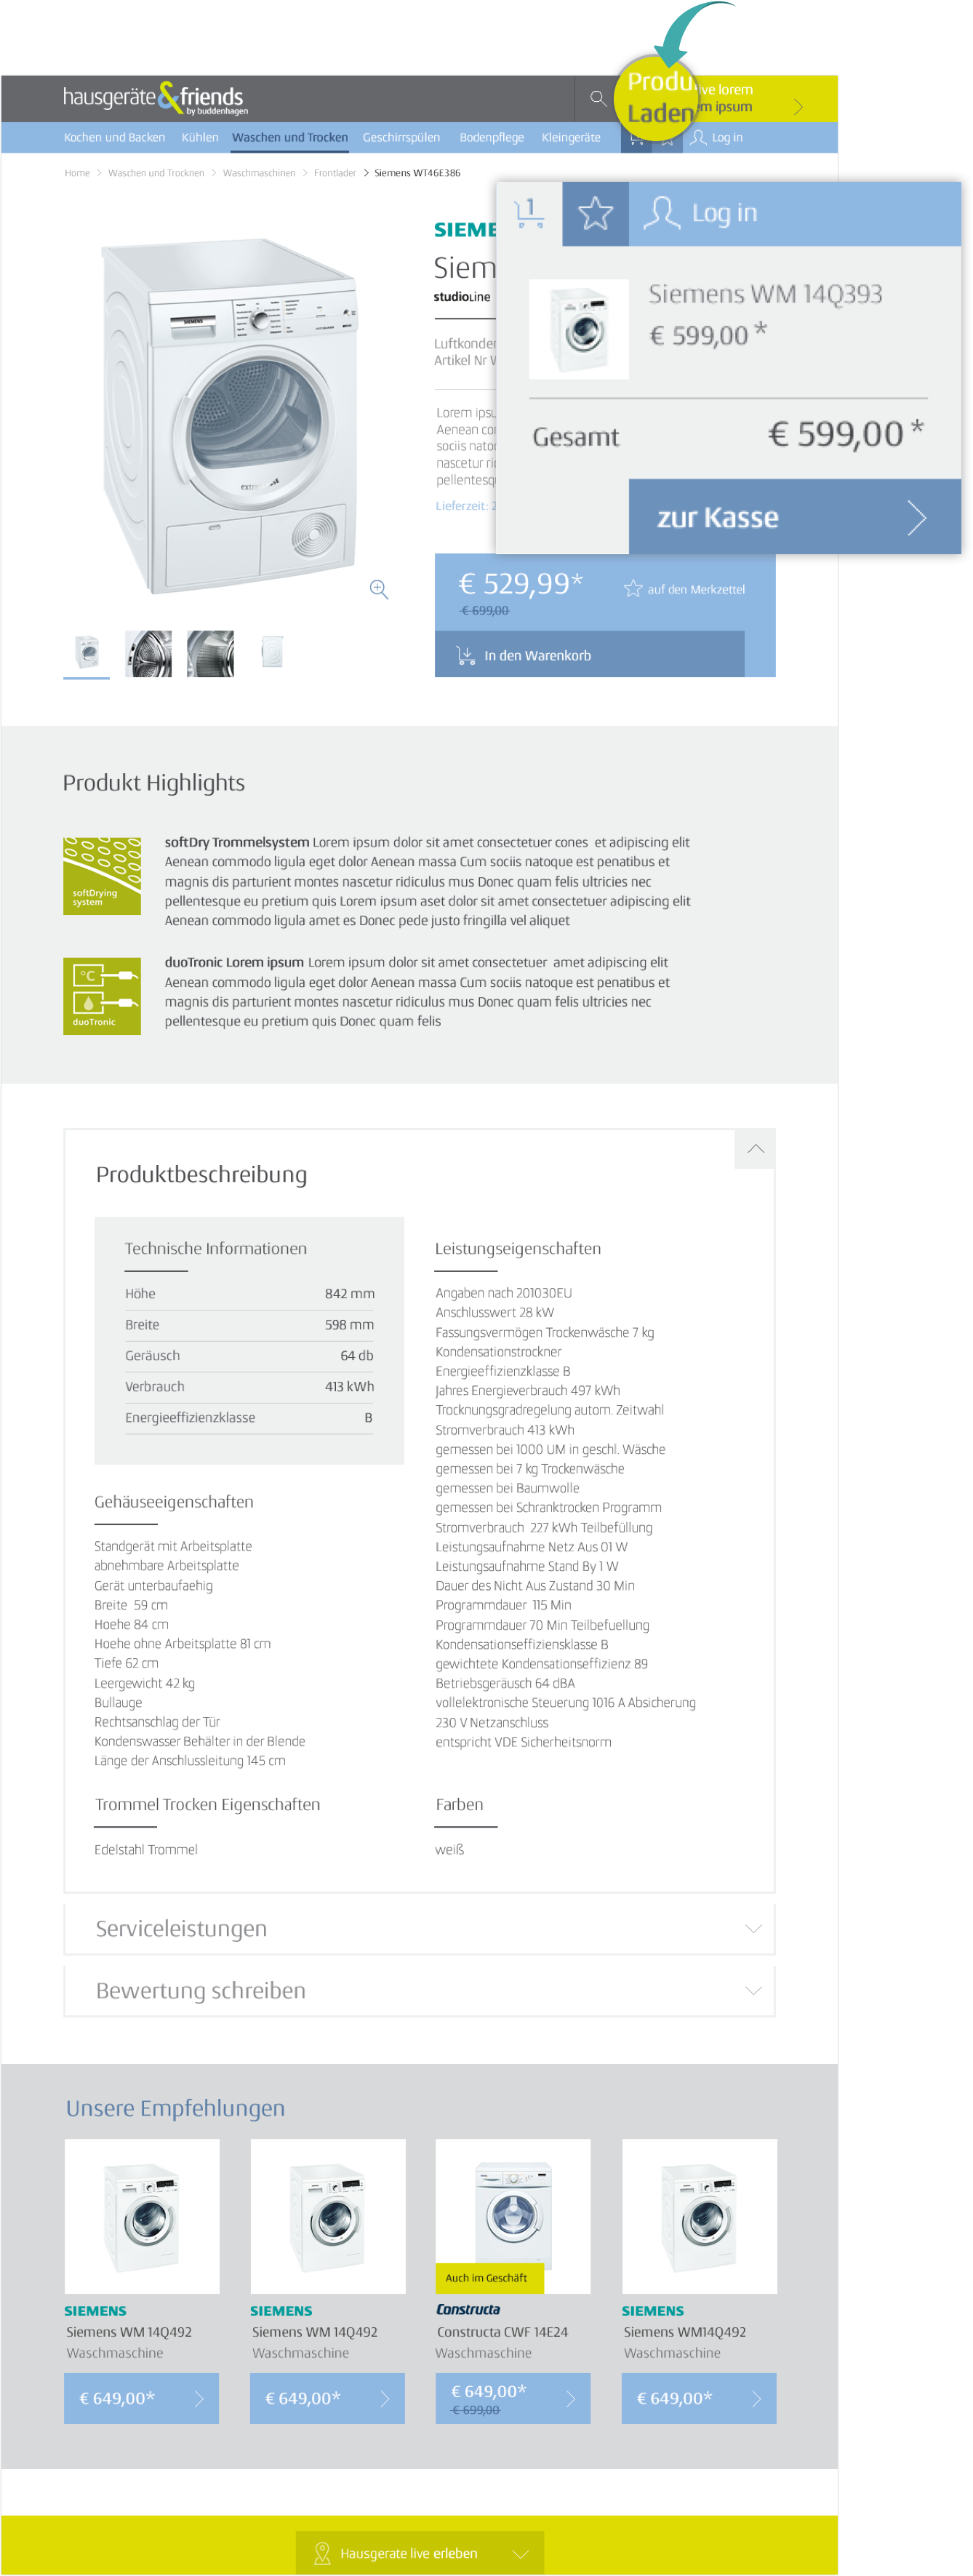 hausgeräte&friends
by buddenhagen
Produ
Laden
ive lorem
em ipsum
Kochen und Backen Kühlen Waschen und Trocken Geschirrspülen Bodenpflege Kleingeräte Log in
Home > Waschen und Trocknen > Waschmaschinen > Frontlader > Siemens WT46E386
1 Log in
Siemens WM 14Q393
€ 599,00 *
Gesamt € 599,00 *
zur Kasse
SIEME
Siem
studioLine
Luftkonder
Artikel Nr
Lorem ipsu
Aenean co
sociis nato
nascetur ri
pellentesq
Lieferzeit: 2
€ 529,99*
€ 699,00
auf den Merkzettel
In den Warenkorb
SIEMENS
Produkt Highlights
softDrying
system
softDry Trommelsystem Lorem ipsum dolor sit amet consectetuer cones et adipiscing elit
Aenean commodo ligula eget dolor Aenean massa Cum sociis natoque est penatibus et
magnis dis parturient montes nascetur ridiculus mus Donec quam felis ultricies nec
pellentesque eu pretium quis Lorem ipsum aset dolor sit amet consectetuer adipiscing elit
Aenean commodo ligula amet es Donec pede justo fringilla vel aliquet
°C
duoTronic
duoTronic Lorem ipsum Lorem ipsum dolor sit amet consectetuer amet adipiscing elit
Aenean commodo ligula eget dolor Aenean massa Cum sociis natoque est penatibus et
magnis dis parturient montes nascetur ridiculus mus Donec quam felis ultricies nec
pellentesque eu pretium quis Donec quam felis
Produktbeschreibung
Technische Informationen
Höhe 842 mm
Breite 598 mm
Geräusch 64 db
Verbrauch 413 kWh
Energieeffizienzklasse B
Gehäuseeigenschaften
Standgerät mit Arbeitsplatte
abnehmbare Arbeitsplatte
Gerät unterbaufaehig
Breite 59 cm
Hoehe 84 cm
Hoehe ohne Arbeitsplatte 81 cm
Tiefe 62 cm
Leergewicht 42 kg
Bullauge
Rechtsanschlag der Tür
Kondenswasser Behälter in der Blende
Länge der Anschlussleitung 145 cm
Leistungseigenschaften
Angaben nach 201030EU
Anschlusswert 28 kW
Fassungsvermögen Trockenwäsche 7 kg
Kondensationstrockner
Energieeffizienzklasse B
Jahres Energieverbrauch 497 kWh
Trocknungsgradregelung autom. Zeitwahl
Stromverbrauch 413 kWh
gemessen bei 1000 UM in geschl. Wäsche
gemessen bei 7 kg Trockenwäsche
gemessen bei Baumwolle
gemessen bei Schranktrocken Programm
Stromverbrauch 227 kWh Teilbefüllung
Leistungsaufnahme Netz Aus 01 W
Leistungsaufnahme Stand By 1 W
Dauer des Nicht Aus Zustand 30 Min
Programmdauer 115 Min
Programmdauer 70 Min Teilbefuellung
Kondensationseffiziensklasse B
gewichtete Kondensationseffizienz 89
Betriebsgeräusch 64 dBA
vollelektronische Steuerung 1016 A Absicherung
230 V Netzanschluss
entspricht VDE Sicherheitsnorm
Trommel Trocken Eigenschaften
Edelstahl Trommel
Farben
weiß
Serviceleistungen
Bewertung schreiben
Unsere Empfehlungen
SIEMENS
Siemens WM 14Q492
Waschmaschine
€ 649,00*
SIEMENS
Siemens WM 14Q492
Waschmaschine
€ 649,00*
Auch im Geschäft
Constructa
Constructa CWF 14E24
Waschmaschine
€ 649,00*
€ 699,00
SIEMENS
Siemens WM14Q492
Waschmaschine
€ 649,00*
Hausgerate live erleben